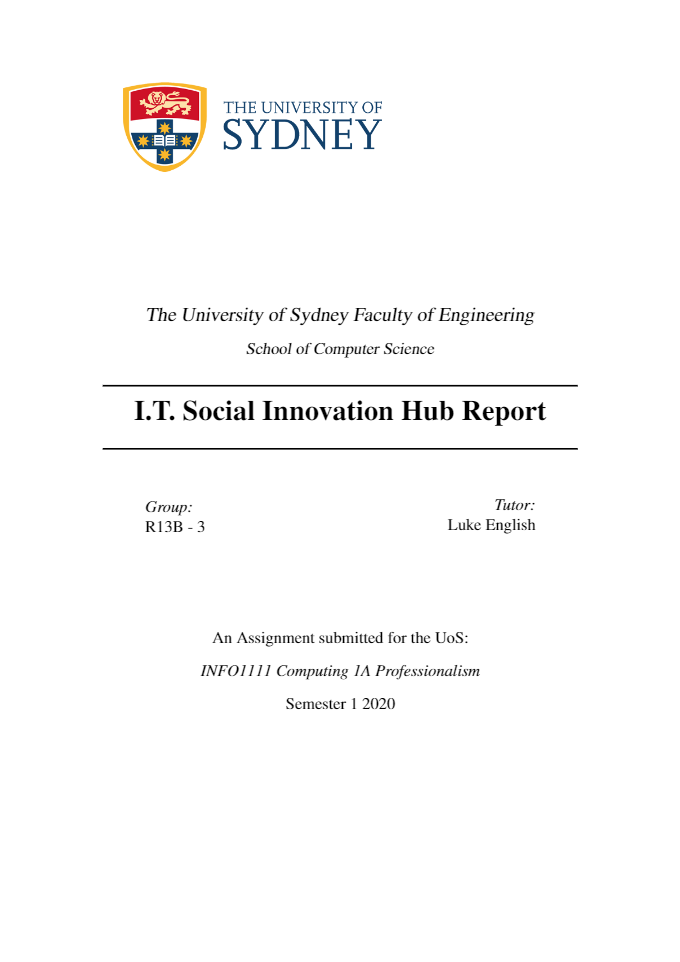 THE UNIVERSITY OF
SYDNEY
The University of Sydney Faculty of Engineering
School of Computer Science
I.T. Social Innovation Hub Report
Group:
R13B - 3
Tutor:
Luke English
An Assignment submitted for the UoS:
INFO1111 Computing 1A Professionalism
Semester 1 2020